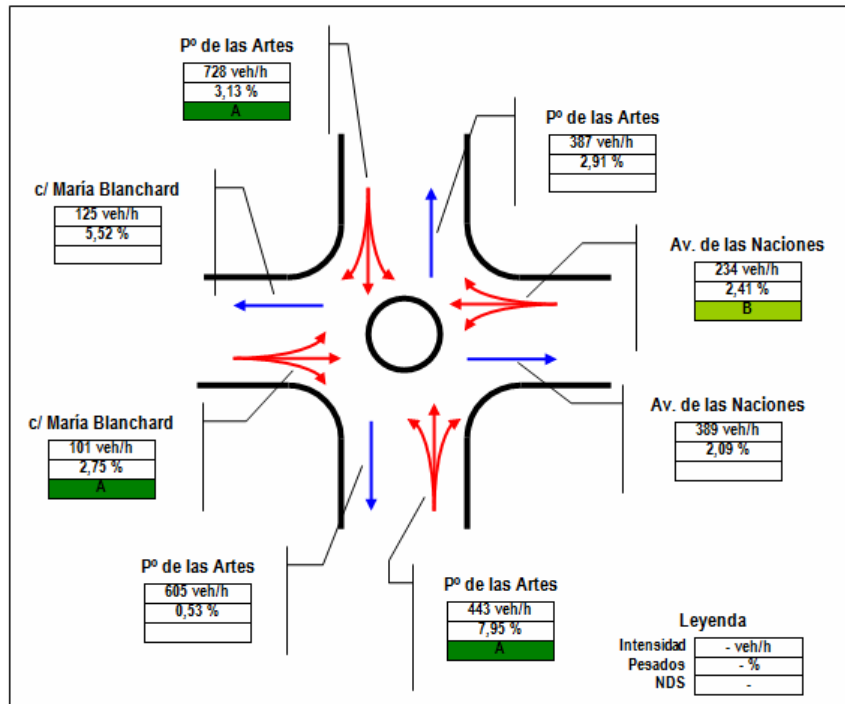 Pº de las Artes
728 veh/h
3,13 %
A
Pº de las Artes
387 veh/h
2,91 %
c/ María Blanchard
125 veh/h
5,52 %
Av. de las Naciones
234 veh/h
2,41 %
B
c/ María Blanchard
101 veh/h
2,75 %
A
Av. de las Naciones
389 veh/h
2,09 %
Pº de las Artes
605 veh/h
0,53 %
Pº de las Artes
443 veh/h
7,95 %
A
Leyenda
Intensidad - veh/h
Pesados - %
NDS -